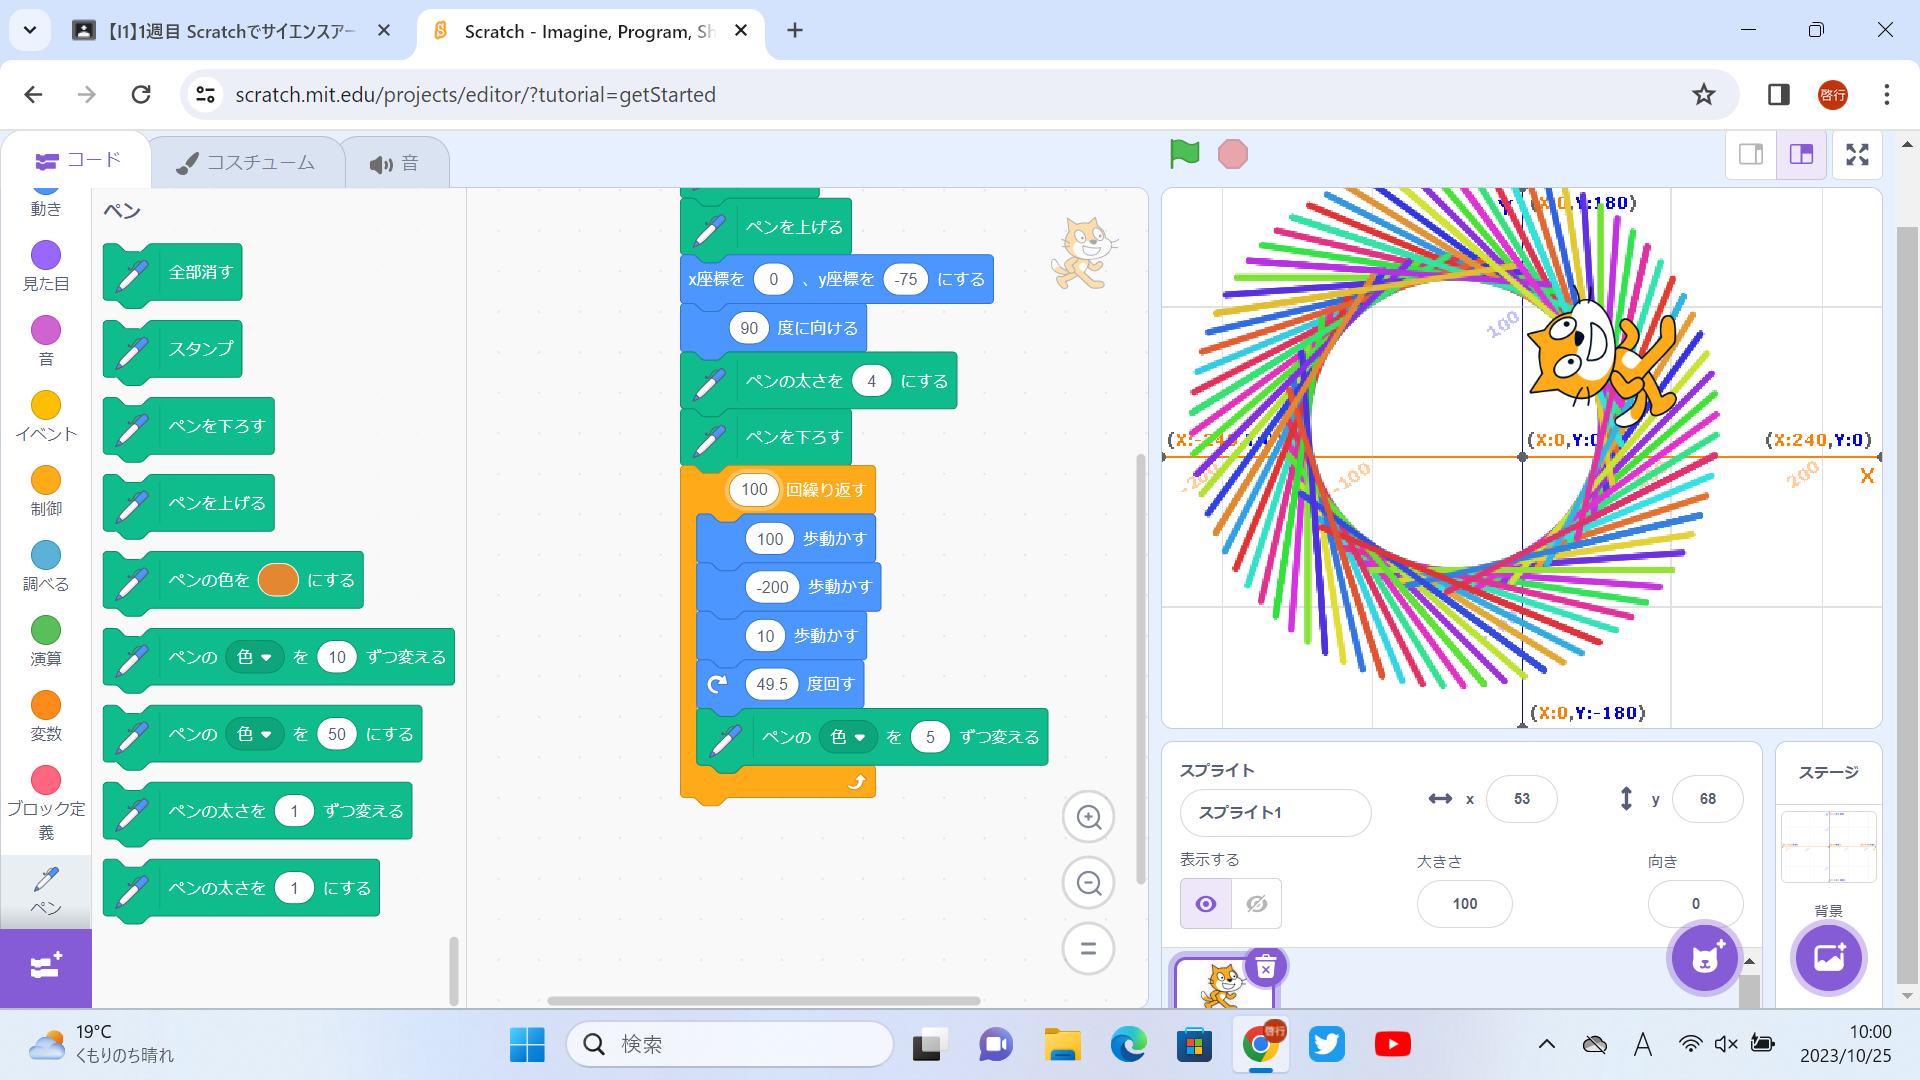 【I1】1週目 Scratchでサイエンスアー
Scratch - Imagine, Program, Sh
scratch.mit.edu/projects/editor/?tutorial=getStarted
啓行
コード
コスチューム
音
動き
見た目
音
イベント
制御
調べる
演算
変数
ブロック定
義
ペン
ペン
全部消す
スタンプ
ペンを下ろす
ペンを上げる
ペンの色を にする
ペンの 色 を 10 ずつ変える
ペンの 色 を 50 にする
ペンの太さを 1 ずつ変える
ペンの太さを 1 にする
ペンを上げる
x座標を 0 、y座標を -75 にする
90 度に向ける
ペンの太さを 4 にする
ペンを下ろす
100 回繰り返す
100 歩動かす
-200 歩動かす
10 歩動かす
49.5 度回す
ペンの 色 を 5 ずつ変える
(X:0,Y:180)
100
(X:0,Y:0
(X:240,Y:0)
-200
-100
200
X
(X:0,Y:-180)
スプライト
スプライト1
x 53
y 68
表示する
大きさ
100
向き
0
ステージ
背景
19°C
くもりのち晴れ
検索
啓行
A
10:00
2023/10/25